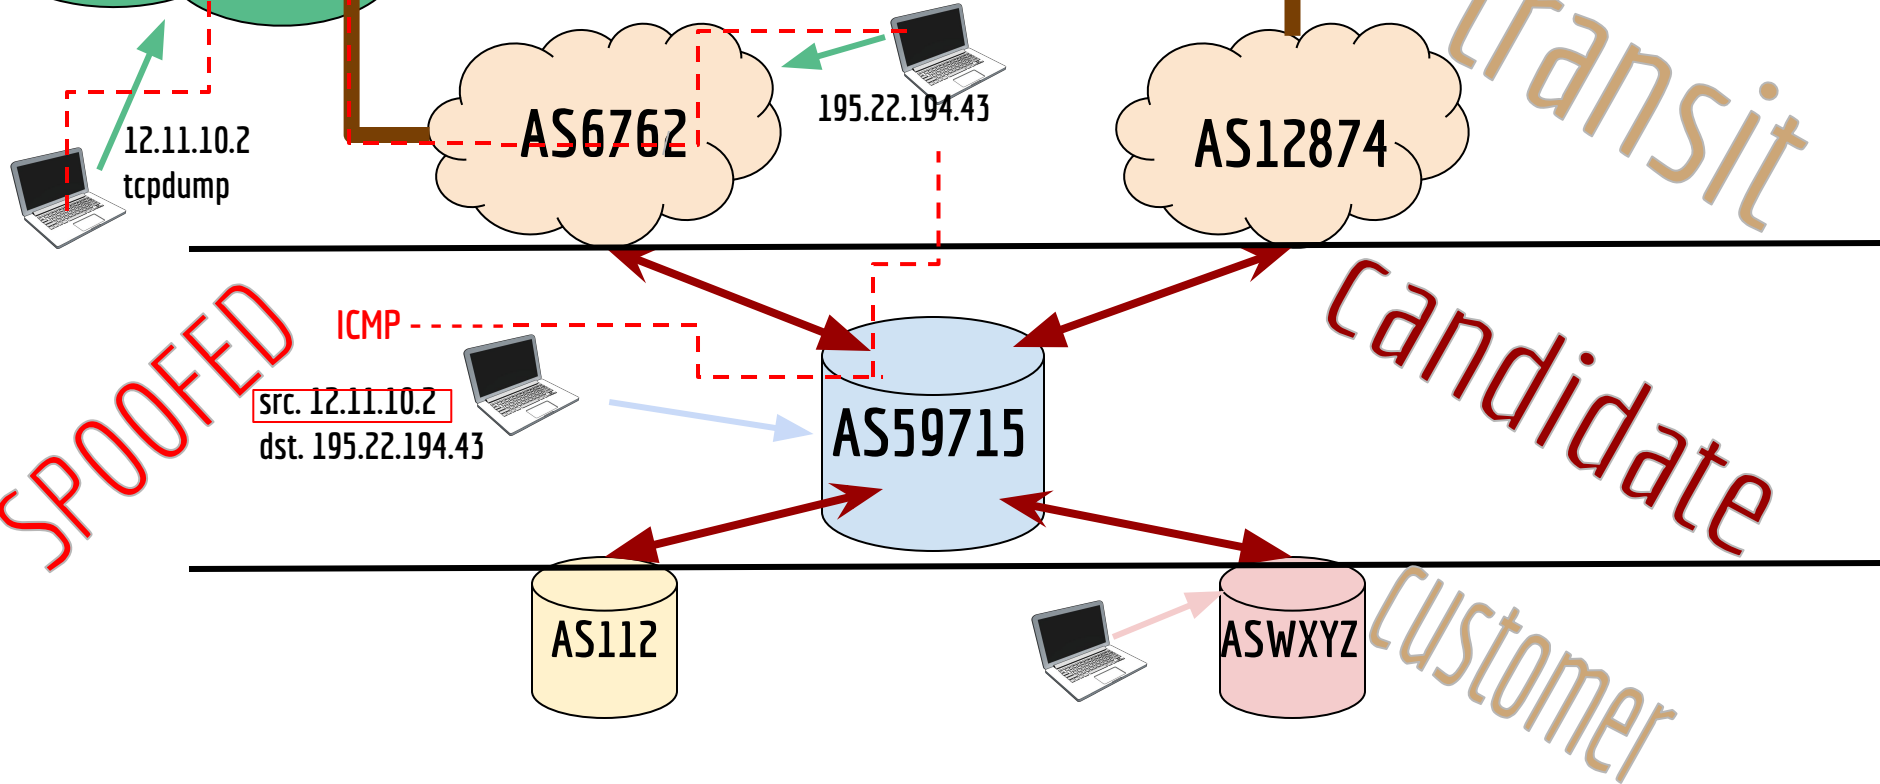 transit
AS6762
195.22.194.43
AS12874
12.11.10.2
tcpdump
SPOOFED
ICMP
candidate
src. 12.11.10.2
dst. 195.22.194.43
AS59715
AS112
ASWXYZ
customer